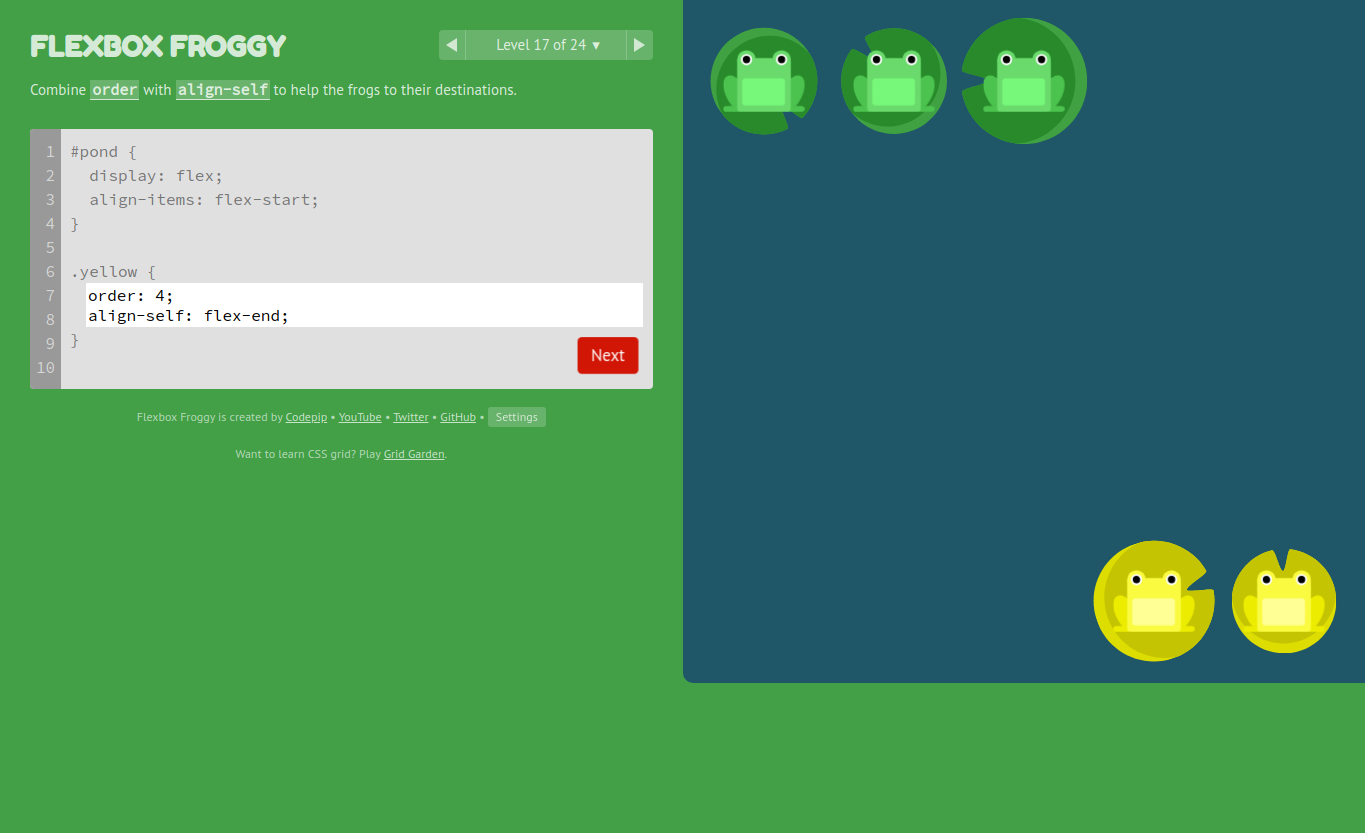 FLEXBOX FROGGY
Level 17 of 24 ▼
Combine order with align-self to help the frogs to their destinations.
1 #pond {
2 display: flex;
3 align-items: flex-start;
4 }
5
6 .yellow {
7 order: 4;
8 align-self: flex-end;
9 }
10
Next
Flexbox Froggy is created by Codepip • YouTube • Twitter • GitHub • Settings
Want to learn CSS grid? Play Grid Garden.